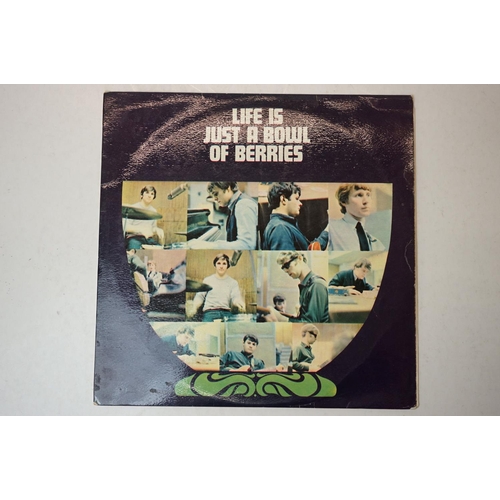 LIFE IS
JUST A BOWL
OF BERRIES